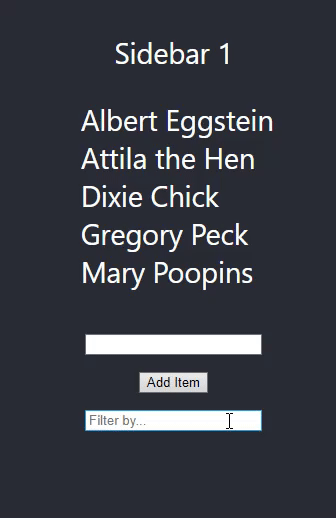 Sidebar 1
Albert Eggstein
Attila the Hen
Dixie Chick
Gregory Peck
Mary Poopins
Add Item
Filter by...